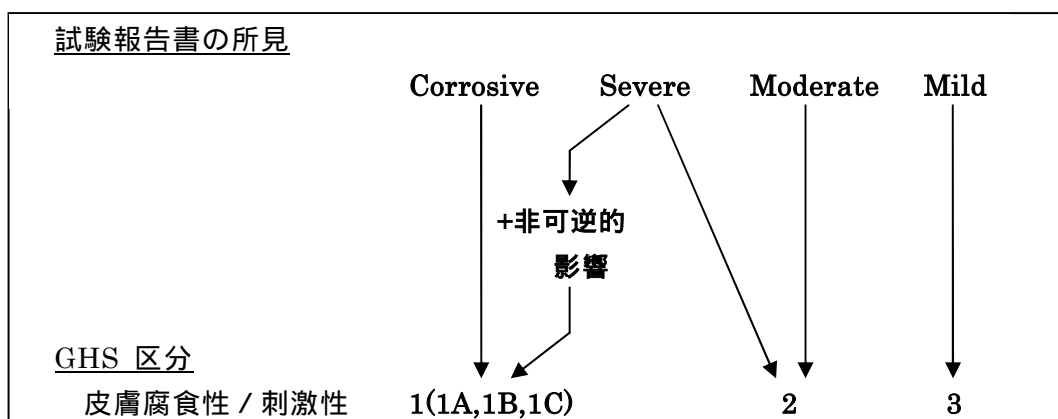 試験報告書の所見
Corrosive Severe Moderate Mild
+非可逆的
影響
GHS 区分
皮膚腐食性 / 刺激性 1(1A,1B,1C) 2 3